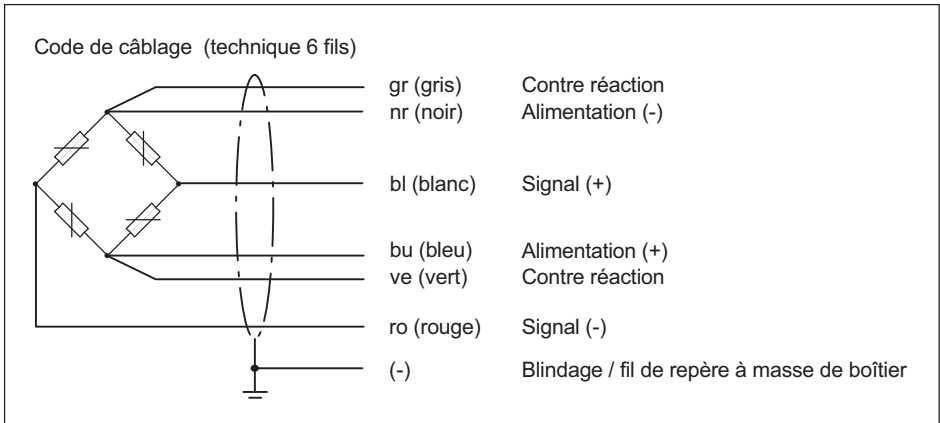 Code de câblage (technique 6 fils)
gr (gris) Contre réaction
nr (noir) Alimentation (-)
bl (blanc) Signal (+)
bu (bleu) Alimentation (+)
ve (vert) Contre réaction
ro (rouge) Signal (-)
(-) Blindage / fil de repère à masse de boîtier